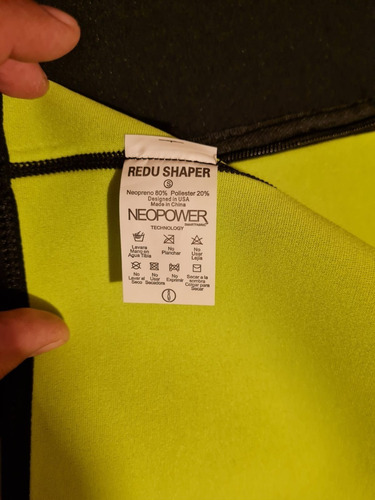 REDU SHAPER
S
Neopreno 80% Poliester 20%
Designed in USA
Made in China
NEOPOWER
TECHNOLOGY
Lavara Mano en Agua Tibia
No Planchar
No Usar Lejia
No Lavar al Seco
No Usar Secadora
No Exprimir
Secar a la sombra Colgar para Secar